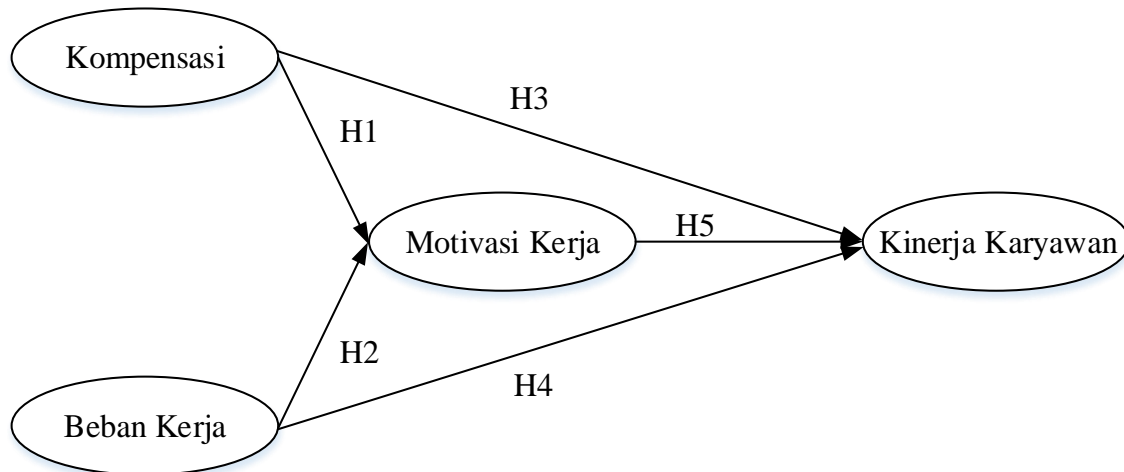 Kompensasi
H3
H1
Motivasi Kerja
H5
Kinerja Karyawan
H2
H4
Beban Kerja